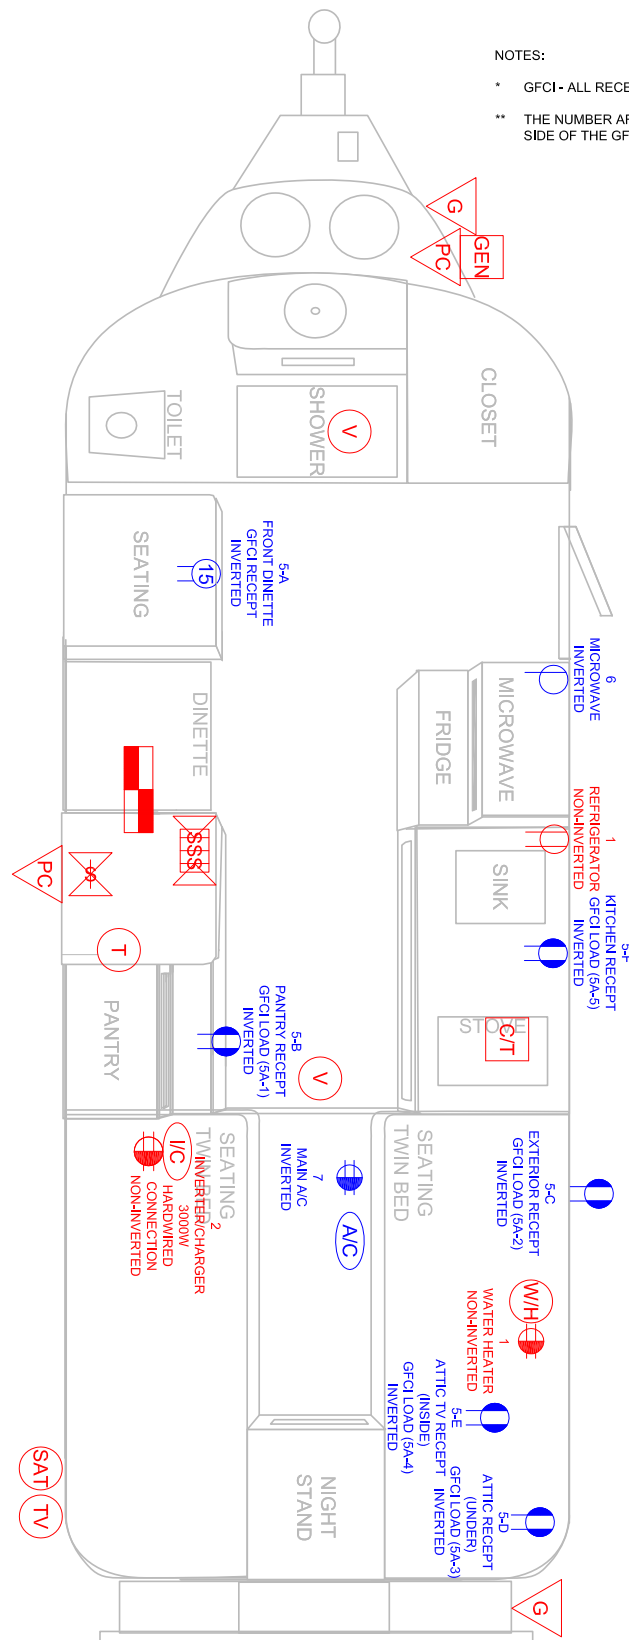 NOTES:
* GFCI - ALL RECE
** THE NUMBER AF
SIDE OF THE GF
G
GEN
PC
CLOSET
SHOWER
V
TOILET
SEATING
15
5-A
FRONT DINETTE
GFCI RECEPT
INVERTED
6
MICROWAVE
INVERTED
MICROWAVE
FRIDGE
DINETTE
1
REFRIGERATOR
NON-INVERTED
SINK
SSS
S
PC
T
5-F
KITCHEN RECEPT
GFCI LOAD (5A-5)
INVERTED
STOVE
C/T
PANTRY
5-B
PANTRY RECEPT
GFCI LOAD (5A-1)
INVERTED
V
SEATING
TWIN BED
SEATING
TWIN BED
I/C
2
INVERTER/CHARGER
3000W
HARDWIRED
CONNECTION
NON-INVERTED
7
MAIN A/C
INVERTED
A/C
5-C
EXTERIOR RECEPT
GFCI LOAD (5A-2)
INVERTED
W/H
1
WATER HEATER
NON-INVERTED
5-E
ATTIC TV RECEPT
(INSIDE)
GFCI LOAD (5A-4)
INVERTED
5-D
ATTIC RECEPT
(UNDER)
GFCI LOAD (5A-3)
INVERTED
NIGHT
STAND
SAT
TV
G